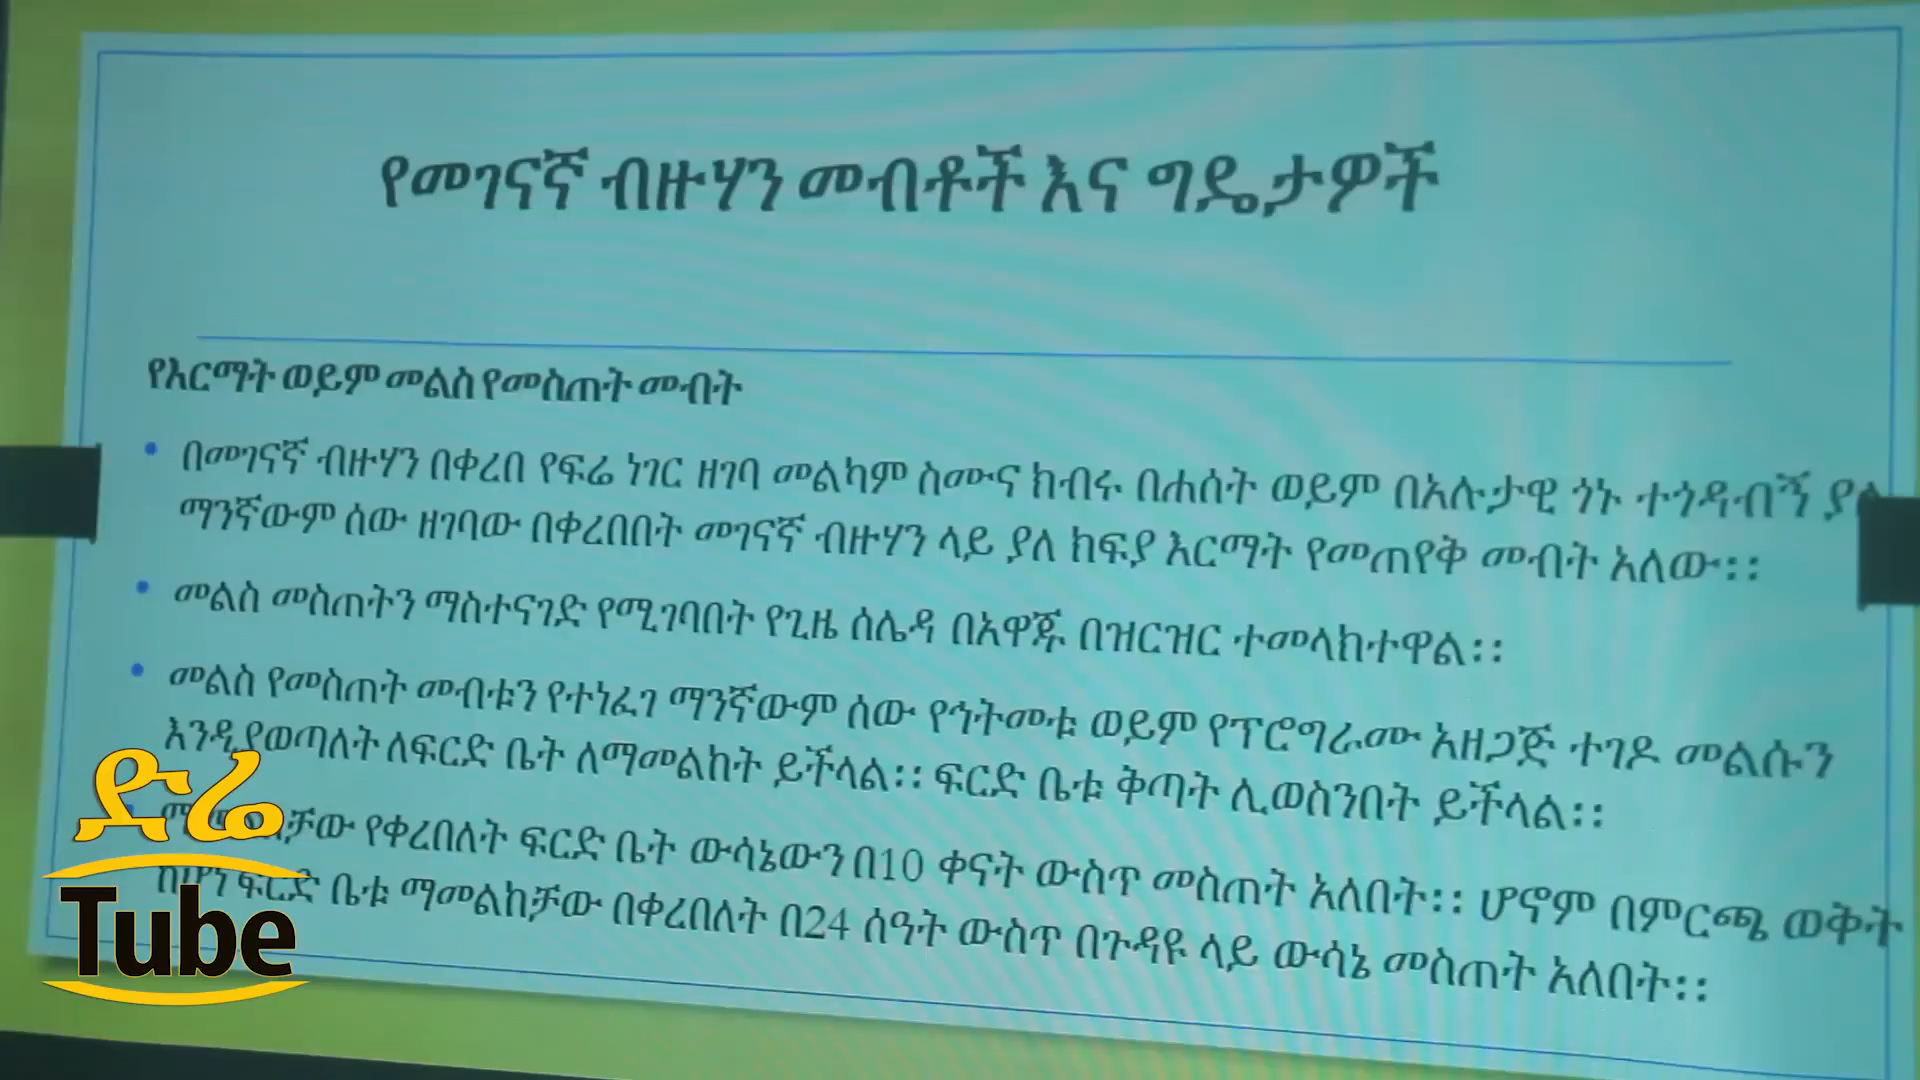 የመገናኛ ብዙሃን መብቶች እና ግዴታዎች
የእርማት ወይም መልስ የመስጠት መብት
• በመገናኛ ብዙሃን በቀረበ የፍሬ ነገር ዘገባ መልካም ስሙና ክብሩ በሐሰት ወይም በአሉታዊ ጎኑ ተጎዳብኝ
ማንኛውም ሰው ዘገባው በቀረበበት መገናኛ ብዙሃን ላይ ያለ ክፍያ እርማት የመጠየቅ መብት አለው፡፡
• መልስ መስጠትን ማስተናገድ የሚገባበት የጊዜ ሰሌዳ በአዋጁ በዝርዝር ተመላክተዋል፡፡
• መልስ የመስጠት መብቱን የተነፈገ ማንኛውም ሰው የኅትመቱ ወይም የፕሮግራሙ አዘጋጅ ተገዶ መልሱን
እንዲያወጣለት ለፍርድ ቤት ለማመልከት ይችላል፡፡ ፍርድ ቤቱ ቅጣት ሊወስንበት ይችላል፡፡
የቀረበለት ፍርድ ቤት ውሳኔውን በ10 ቀናት ውስጥ መስጠት አለበት፡፡ ሆኖም በምርጫ ወቅት
ፍርድ ቤቱ ማመልከቻው በቀረበለት በ24 ሰዓት ውስጥ በጉዳዩ ላይ ውሳኔ መስጠት አለበት፡፡
ድሬ
Tube